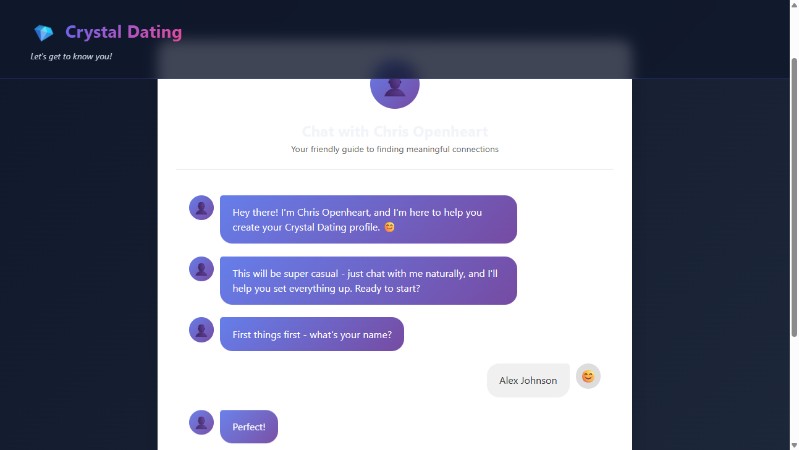 Crystal Dating
Let's get to know you!
Chat with Chris Openheart
Your friendly guide to finding meaningful connections
Hey there! I'm Chris Openheart, and I'm here to help you
create your Crystal Dating profile. 😊
This will be super casual - just chat with me naturally, and I'll
help you set everything up. Ready to start?
First things first - what's your name?
Alex Johnson
Perfect!